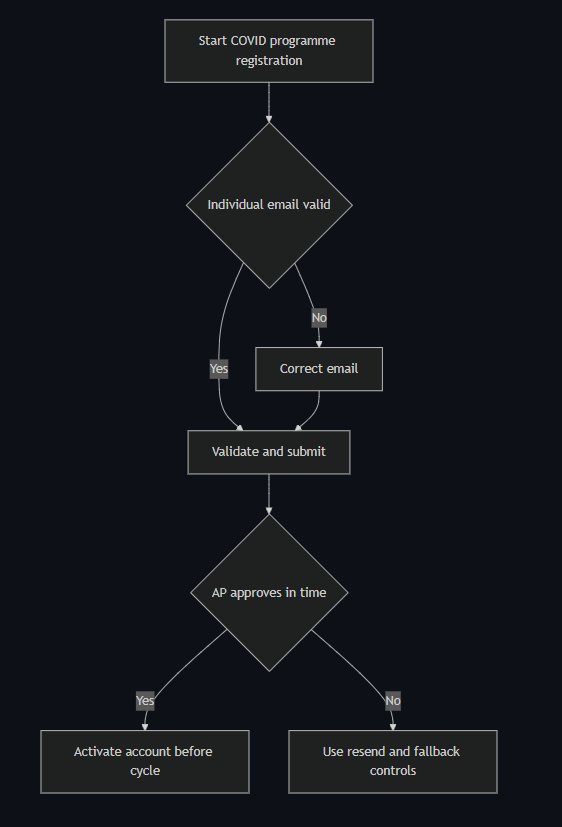 Start COVID programme
registration
Individual email valid
No
Yes
Correct email
Validate and submit
AP approves in time
Yes
No
Activate account before
cycle
Use resend and fallback
controls